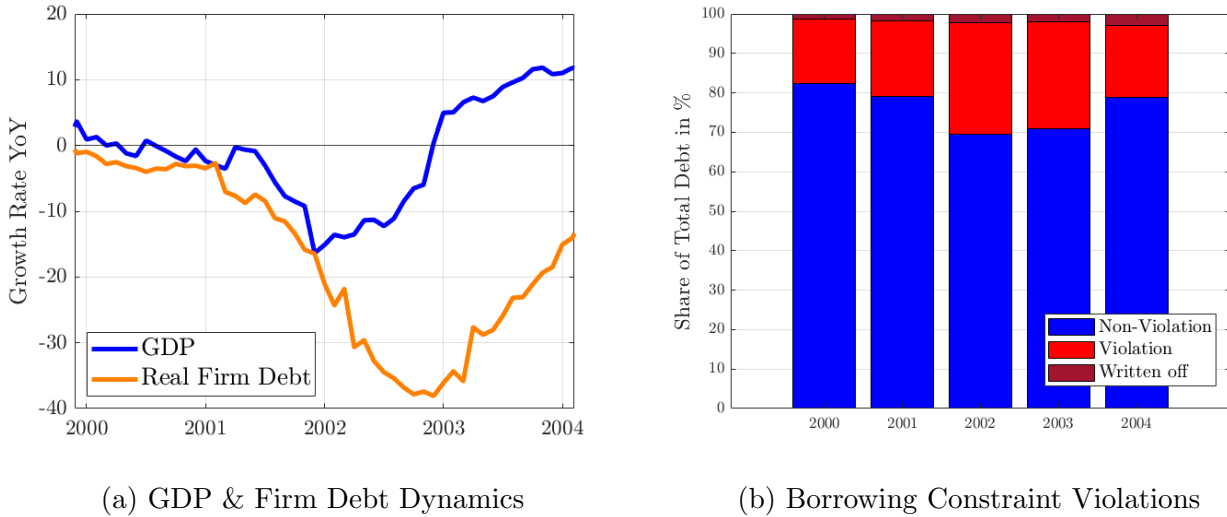 20
10
0
-10
-20
-30
-40
Growth Rate YoY
GDP
Real Firm Debt
2000 2001 2002 2003 2004
(a) GDP & Firm Debt Dynamics
100
90
80
70
60
50
40
30
20
10
0
Share of Total Debt in %
Non-Violation
Violation
Written off
2000 2001 2002 2003 2004
(b) Borrowing Constraint Violations